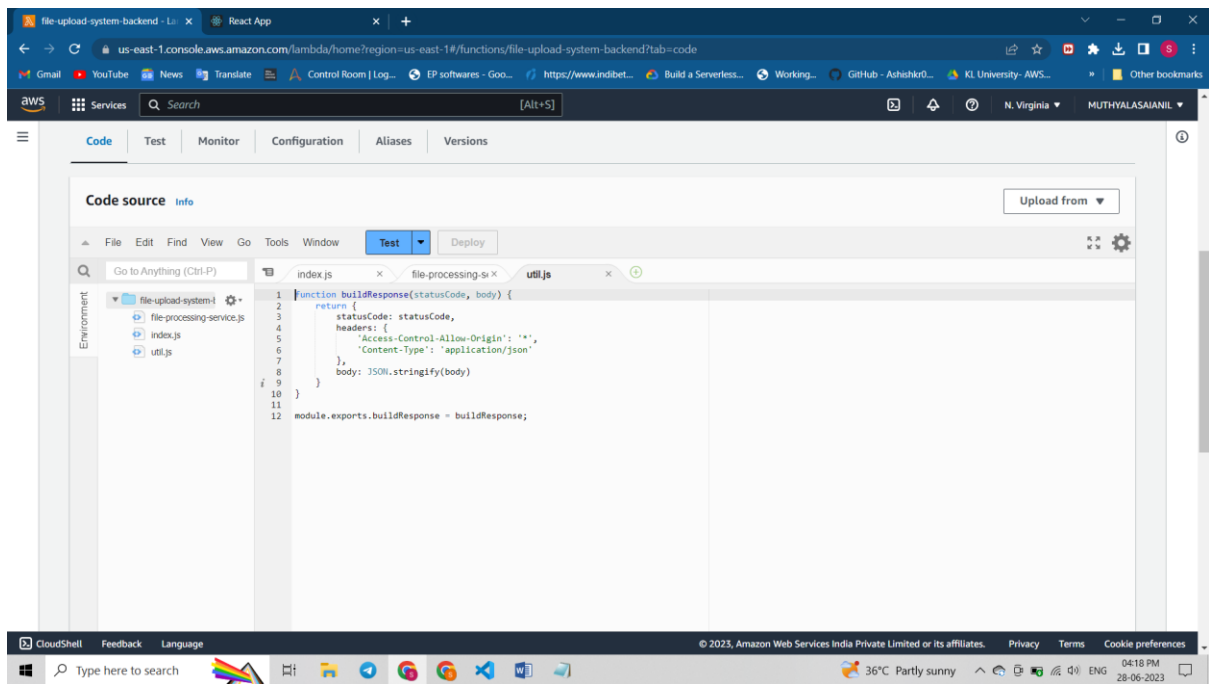 file-upload-system-backend - La
React App
us-east-1.console.aws.amazon.com/lambda/home?region=us-east-1#/functions/file-upload-system-backend?tab=code
S
Gmail YouTube News Translate Control Room | Log... EP softwares - Goo... https://www.indibet... Build a Serverless... Working... GitHub - Ashishkr0... KL University- AWS... » Other bookmarks
aws Services Search [Alt+S] N. Virginia MUTHYALASAIANIL
Code Test Monitor Configuration Aliases Versions
Code source Info
Upload from
File Edit Find View Go Tools Window Test Deploy
Go to Anything (Ctrl-P)
index.js file-processing-se util.js
Environment
file-upload-system-b
file-processing-service.js
index.js
util.js
1 function buildResponse(statusCode, body) {
2 return {
3 statusCode: statusCode,
4 headers: {
5 'Access-Control-Allow-Origin': '*',
6 'Content-Type': 'application/json'
7 },
8 body: JSON.stringify(body)
i 9 }
10 }
11
12 module.exports.buildResponse = buildResponse;
CloudShell Feedback Language © 2023, Amazon Web Services India Private Limited or its affiliates. Privacy Terms Cookie preferences
Type here to search 36°C Partly sunny ENG 04:18 PM
28-06-2023